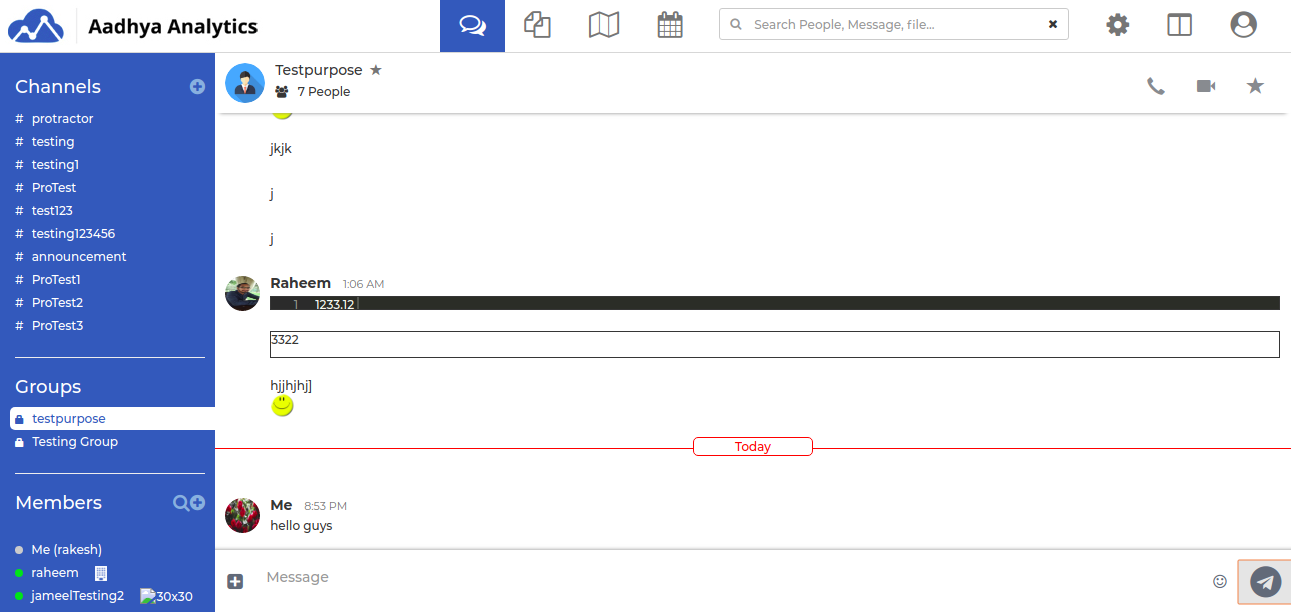 Aadhya Analytics
Search People, Message, file...
Channels
# protractor
# testing
# testing1
# ProTest
# test123
# testing123456
# announcement
# ProTest1
# ProTest2
# ProTest3
Groups
testpurpose
Testing Group
Members
Me (rakesh)
raheem
jameelTesting2 30x30
Testpurpose
7 People
jkjk
j
j
Raheem 1:06 AM
1 1233.12
3322
hjjhjhj]
Today
Me 8:53 PM
hello guys
Message